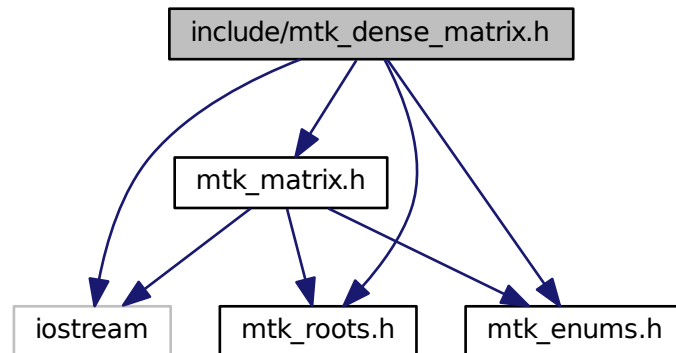 include/mtk_dense_matrix.h
mtk_matrix.h
iostream
mtk_roots.h
mtk_enums.h